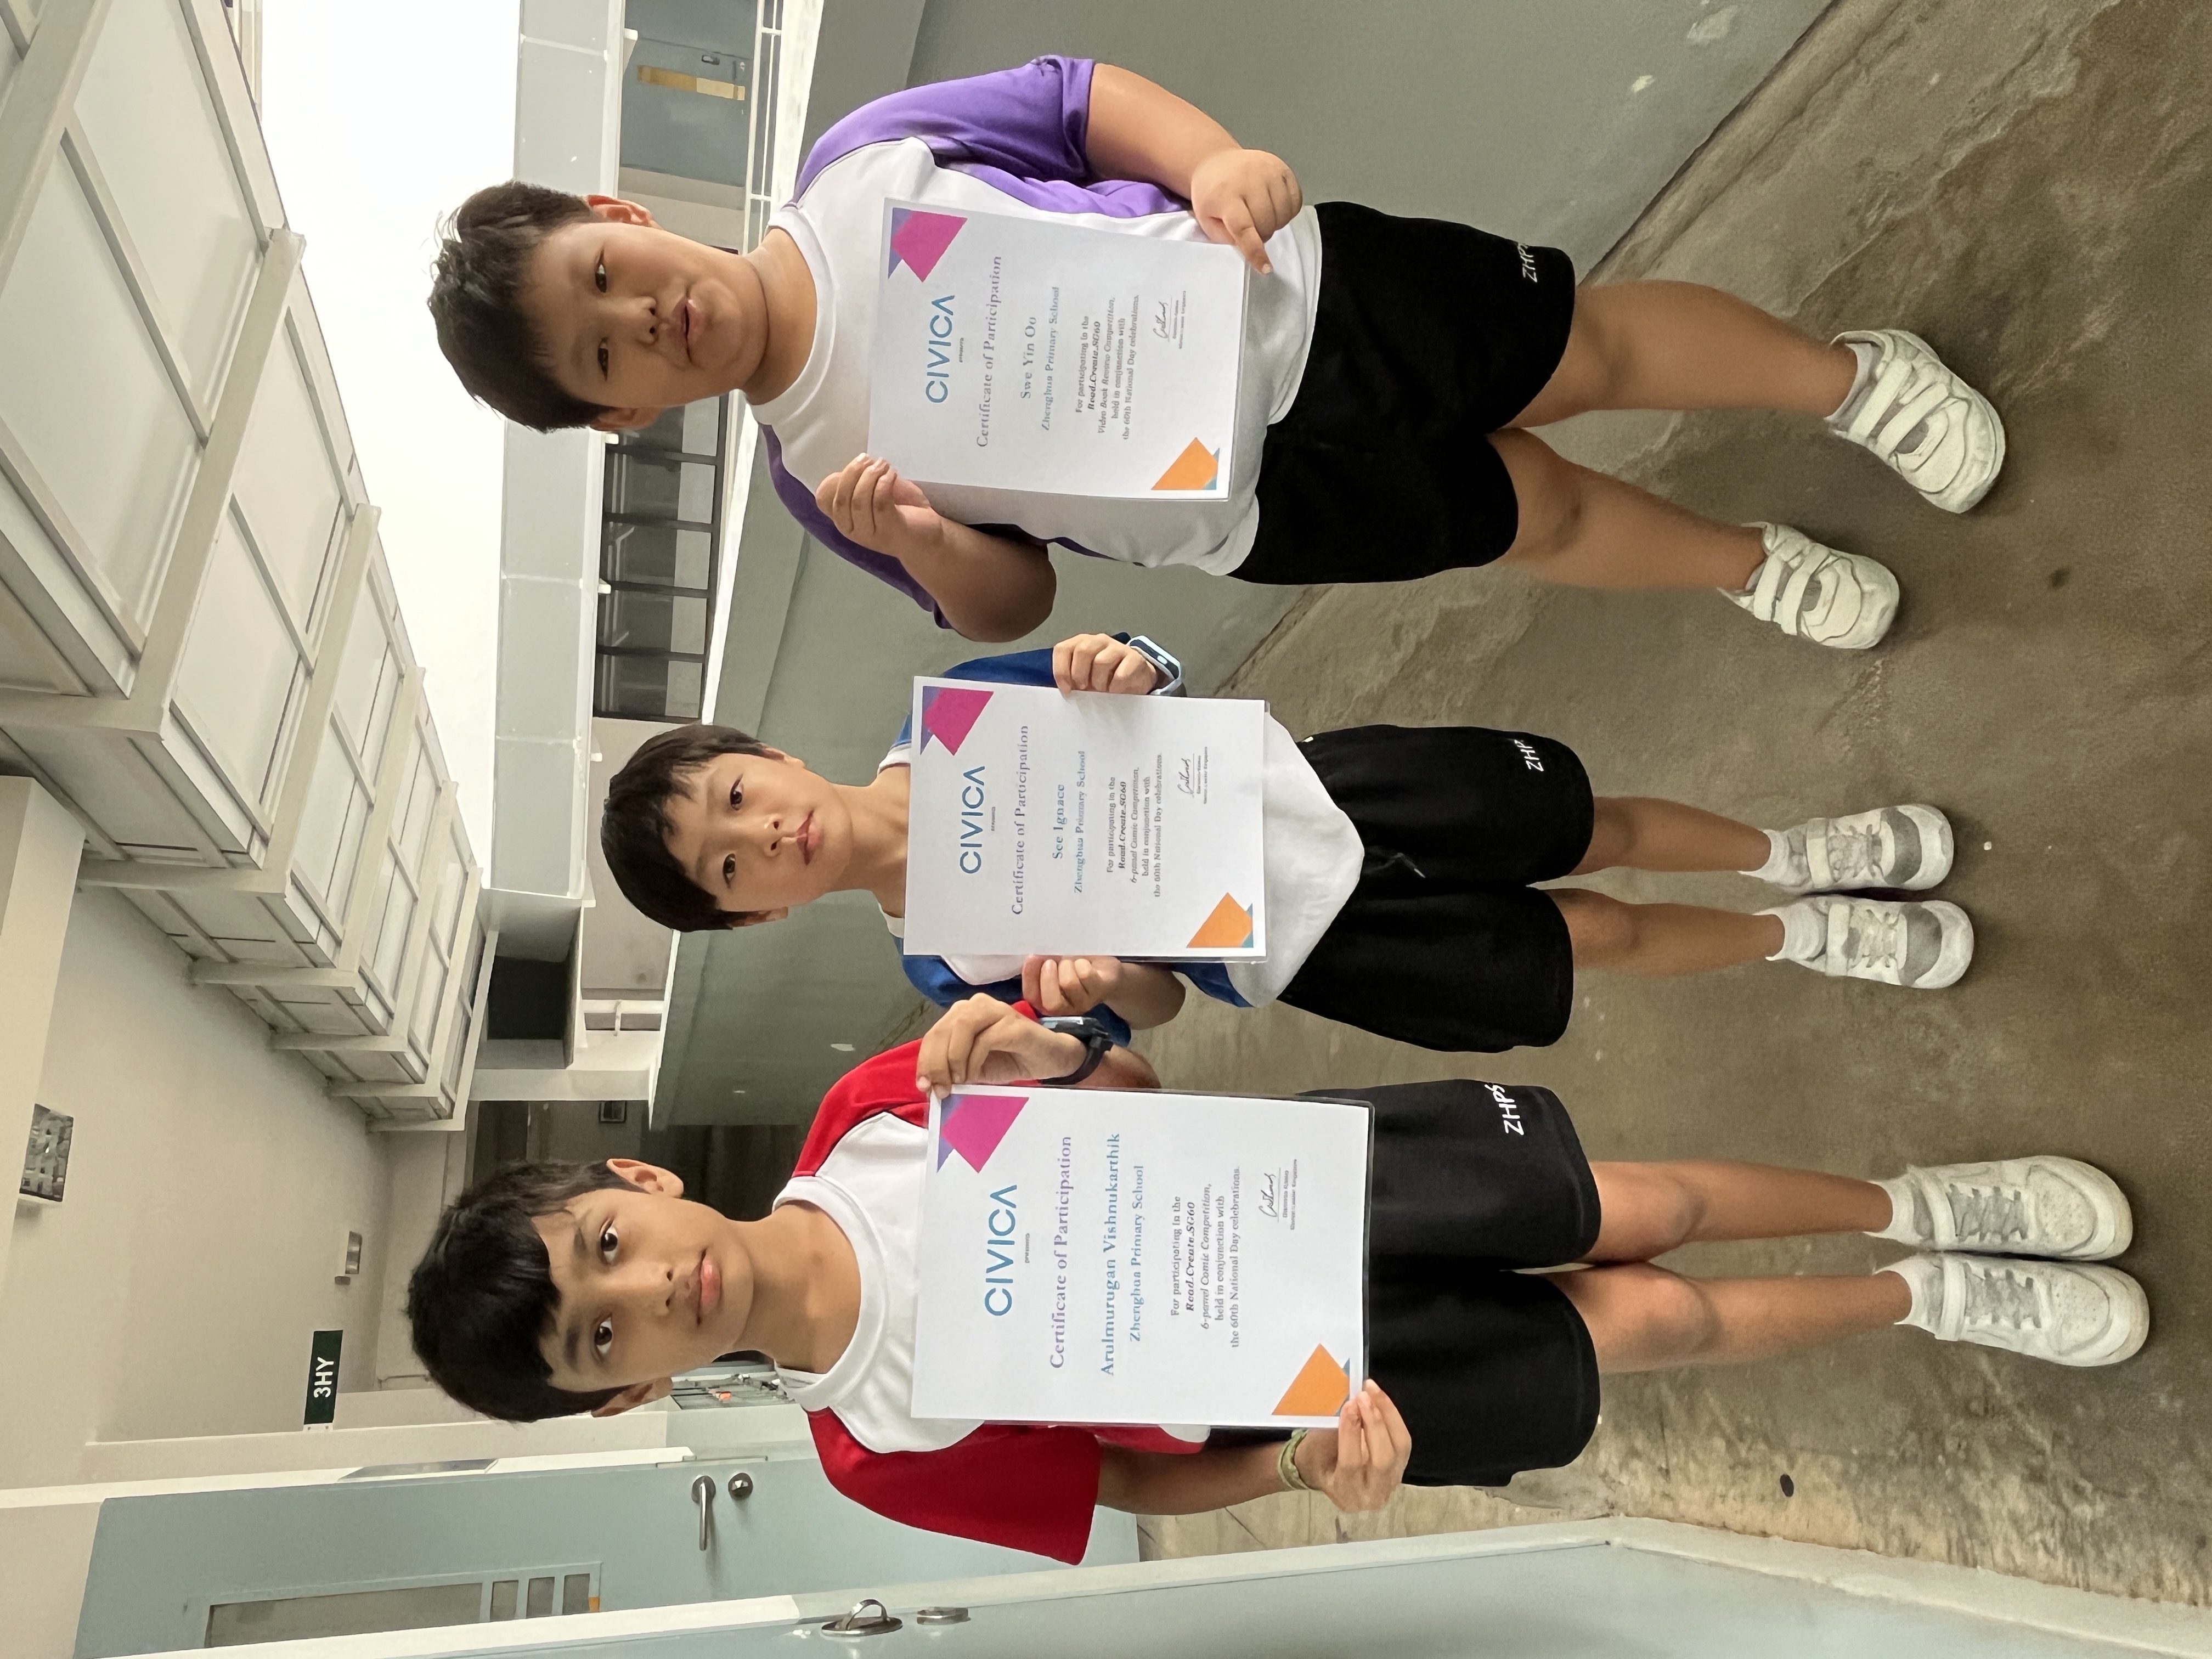 3HY
CIVICA
presents
Certificate of Participation
Arulmurugan Vishnukarthik
Zhenghua Primary School
For participating in the
Read.Create.SG60
6-panel Comic Competition,
held in conjunction with
the 60th National Day celebrations.
CIVICA
presents
Certificate of Participation
See Ignace
Zhenghua Primary School
For participating in the
Read.Create.SG60
6-panel Comic Competition,
held in conjunction with
the 60th National Day celebrations.
CIVICA
presents
Certificate of Participation
Swe Yin Oo
Zhenghua Primary School
For participating in the
Read.Create.SG60
Video Book Review Competition,
held in conjunction with
the 60th National Day celebrations.
ZHPS
ZHP
ZHPS